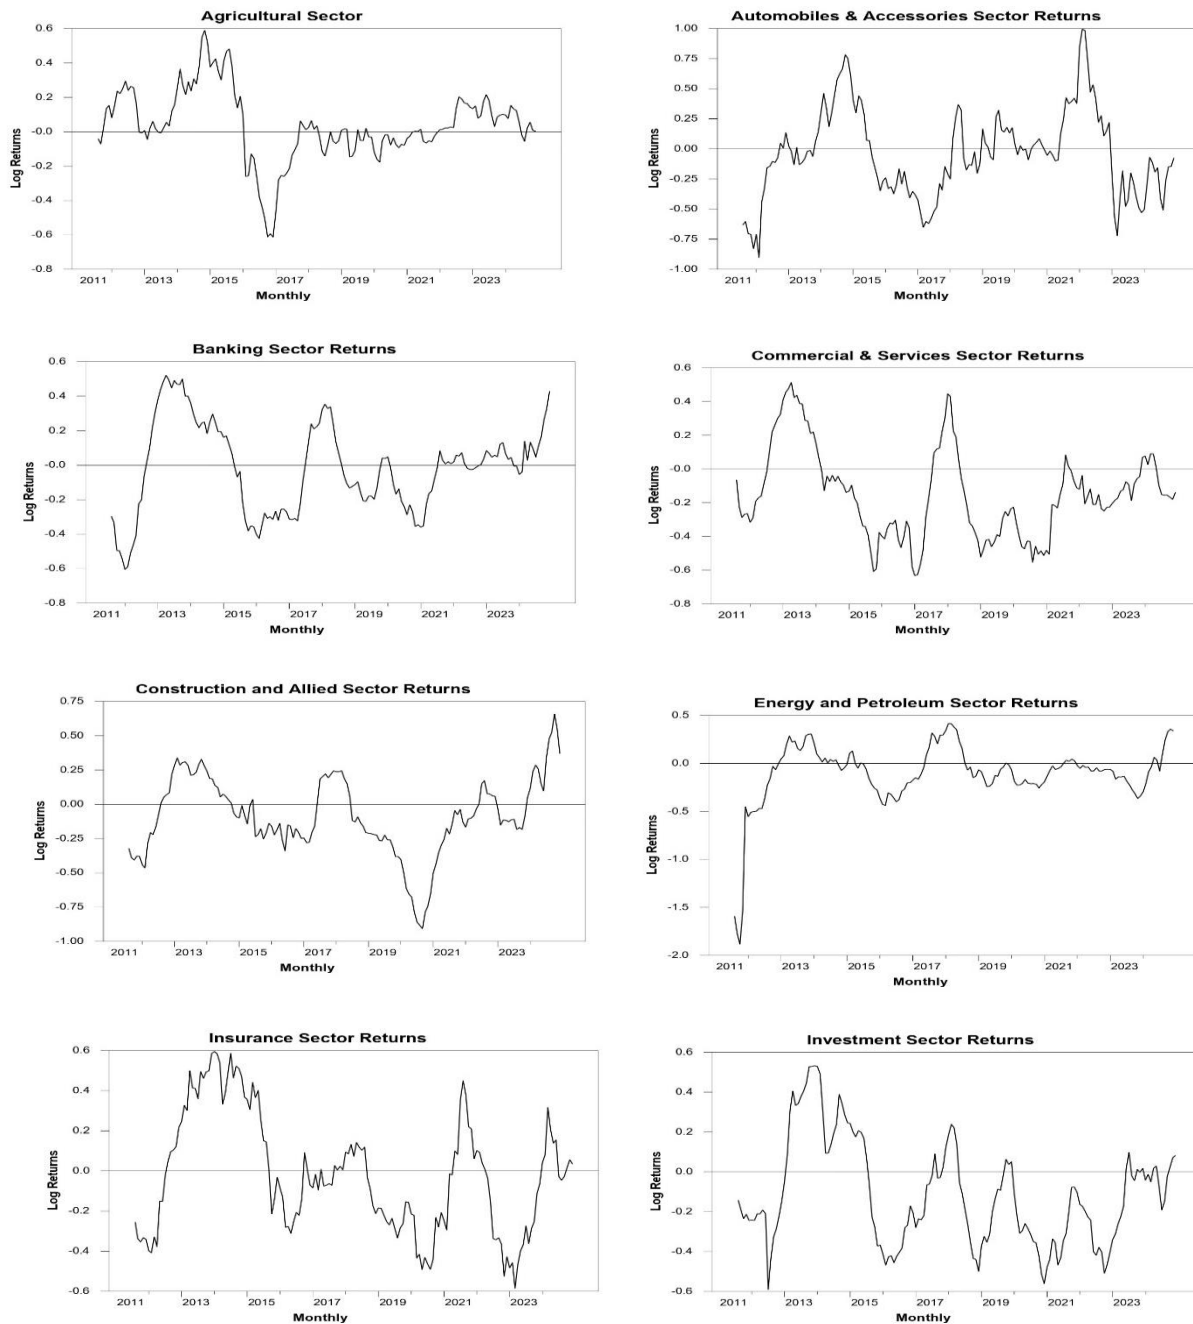 Agricultural Sector
0.6
0.4
0.2
-0.0
-0.2
-0.4
-0.6
-0.8
Log Returns
2011 2013 2015 2017 2019 2021 2023
Monthly
Automobiles & Accessories Sector Returns
1.00
0.75
0.50
0.25
0.00
-0.25
-0.50
-0.75
-1.00
Log Returns
2011 2013 2015 2017 2019 2021 2023
Monthly
Banking Sector Returns
0.6
0.4
0.2
-0.0
-0.2
-0.4
-0.6
-0.8
Log Returns
2011 2013 2015 2017 2019 2021 2023
Monthly
Commercial & Services Sector Returns
0.6
0.4
0.2
-0.0
-0.2
-0.4
-0.6
-0.8
Log Returns
2011 2013 2015 2017 2019 2021 2023
Monthly
Construction and Allied Sector Returns
0.75
0.50
0.25
0.00
-0.25
-0.50
-0.75
-1.00
Log Returns
2011 2013 2015 2017 2019 2021 2023
Monthly
Energy and Petroleum Sector Returns
0.5
0.0
-0.5
-1.0
-1.5
-2.0
Log Returns
2011 2013 2015 2017 2019 2021 2023
Monthly
Insurance Sector Returns
0.6
0.4
0.2
0.0
-0.2
-0.4
-0.6
Log Returns
2011 2013 2015 2017 2019 2021 2023
Monthly
Investment Sector Returns
0.6
0.4
0.2
0.0
-0.2
-0.4
-0.6
Log Returns
2011 2013 2015 2017 2019 2021 2023
Monthly